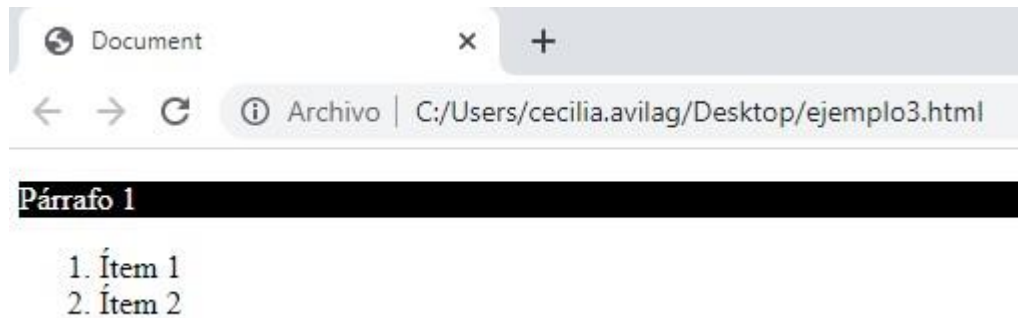 Document
Archivo | C:/Users/cecilia.avilag/Desktop/ejemplo3.html
Párrafo 1
1. Ítem 1
2. Ítem 2